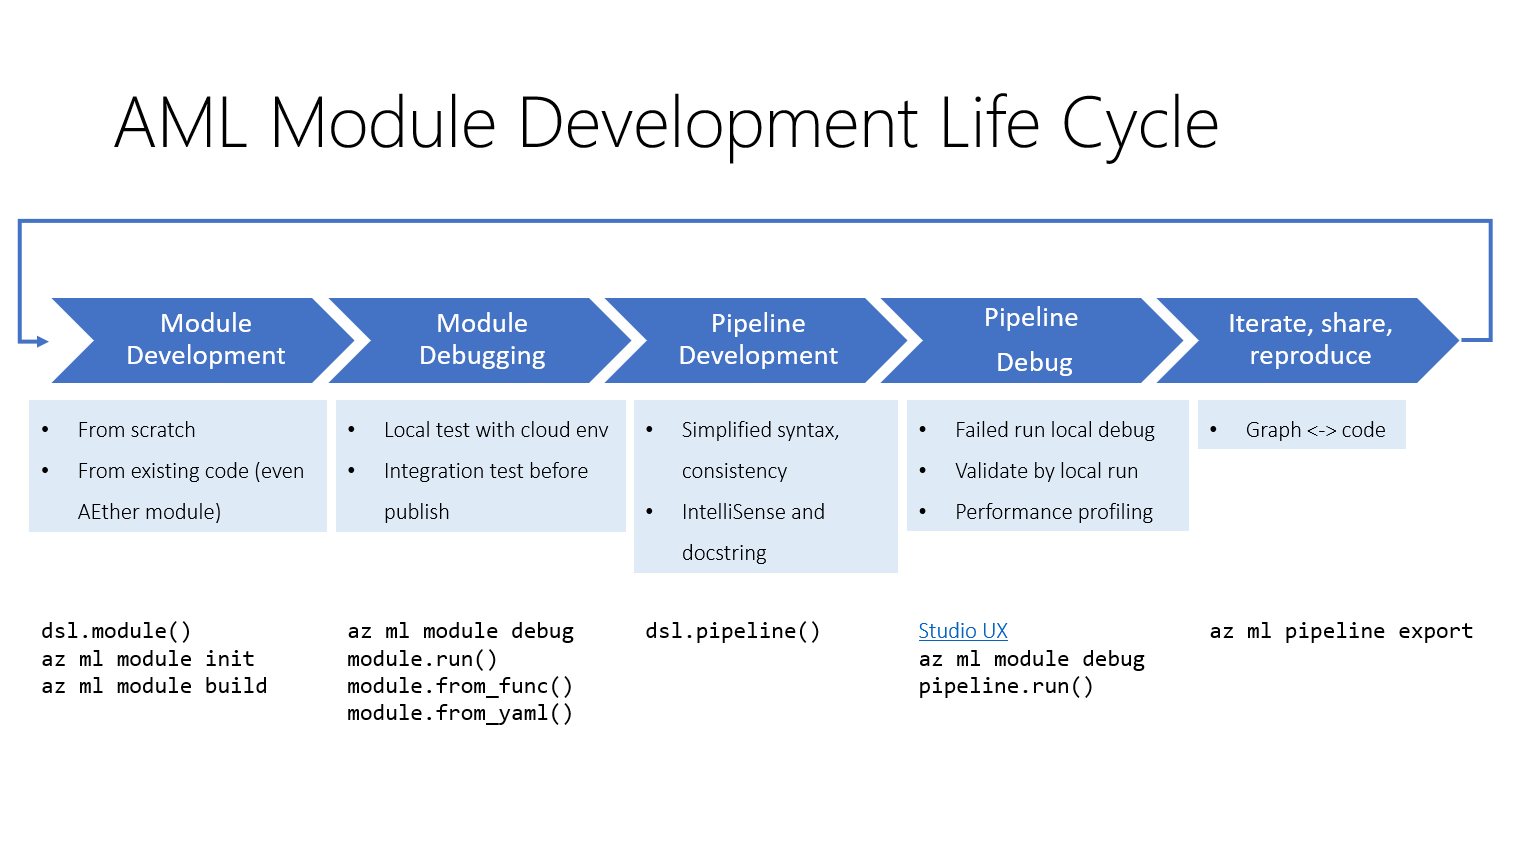 AML Module Development Life Cycle
Module
Development
Module
Debugging
Pipeline
Development
Pipeline
Debug
Iterate, share,
reproduce
• From scratch
• From existing code (even
AEther module)
• Local test with cloud env
• Integration test before
publish
• Simplified syntax,
consistency
• IntelliSense and
docstring
• Failed run local debug
• Validate by local run
• Performance profiling
• Graph <-> code
dsl.module()
az ml module init
az ml module build
az ml module debug
module.run()
module.from_func()
module.from_yaml()
dsl.pipeline()
Studio UX
az ml module debug
pipeline.run()
az ml pipeline export